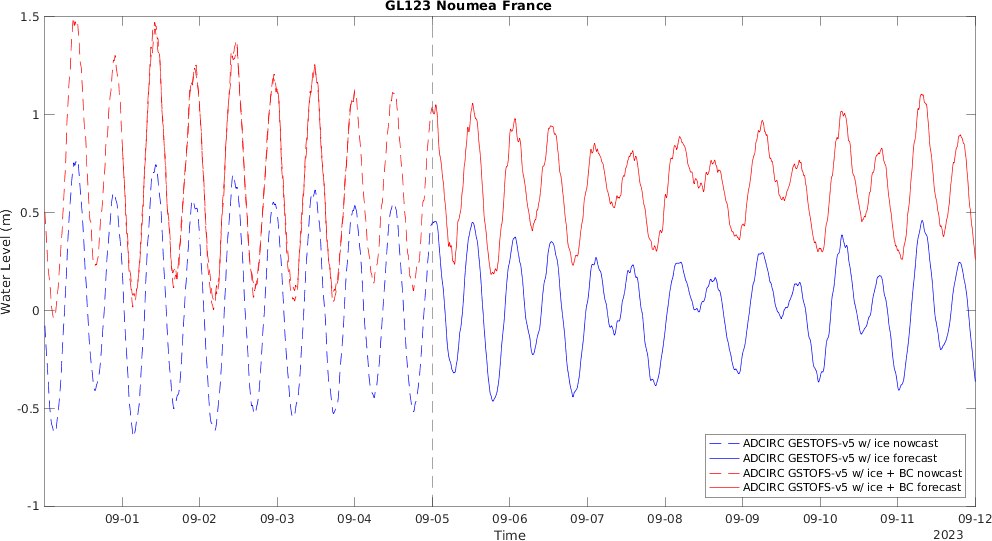 GL123 Noumea France
1.5
1
0.5
0
-0.5
-1
Water Level (m)
09-01 09-02 09-03 09-04 09-05 09-06 09-07 09-08 09-09 09-10 09-11 09-12
Time
2023
ADCIRC GESTOFS-v5 w/ ice nowcast
ADCIRC GESTOFS-v5 w/ ice forecast
ADCIRC GSTOFS-v5 w/ ice + BC nowcast
ADCIRC GSTOFS-v5 w/ ice + BC forecast